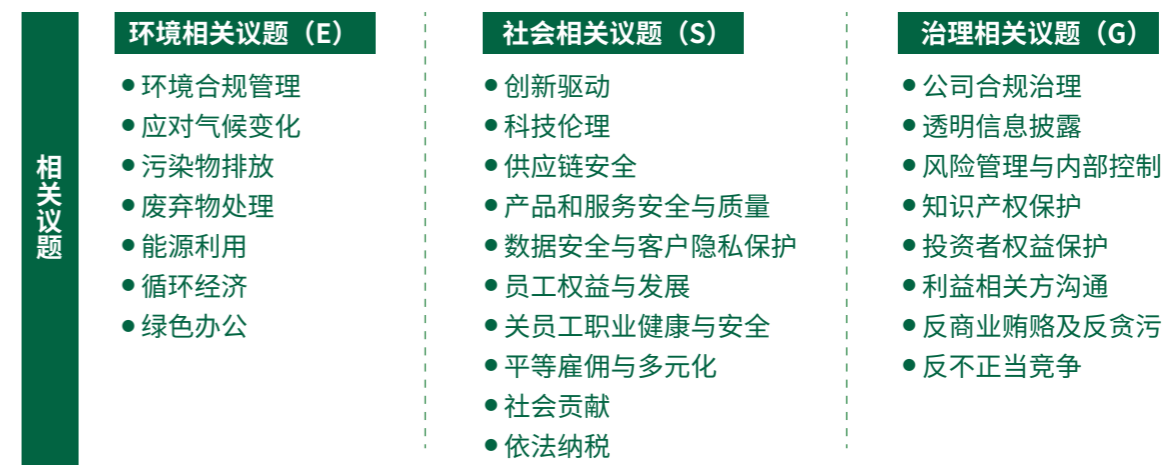 相关议题
环境相关议题（E）
环境合规管理
应对气候变化
污染物排放
废弃物处理
能源利用
循环经济
绿色办公
社会相关议题（S）
创新驱动
科技伦理
供应链安全
产品和服务安全与质量
数据安全与客户隐私保护
员工权益与发展
关员工职业健康与安全
平等雇佣与多元化
社会贡献
依法纳税
治理相关议题（G）
公司合规治理
透明信息披露
风险管理与内部控制
知识产权保护
投资者权益保护
利益相关方沟通
反商业贿赂及反贪污
反不正当竞争